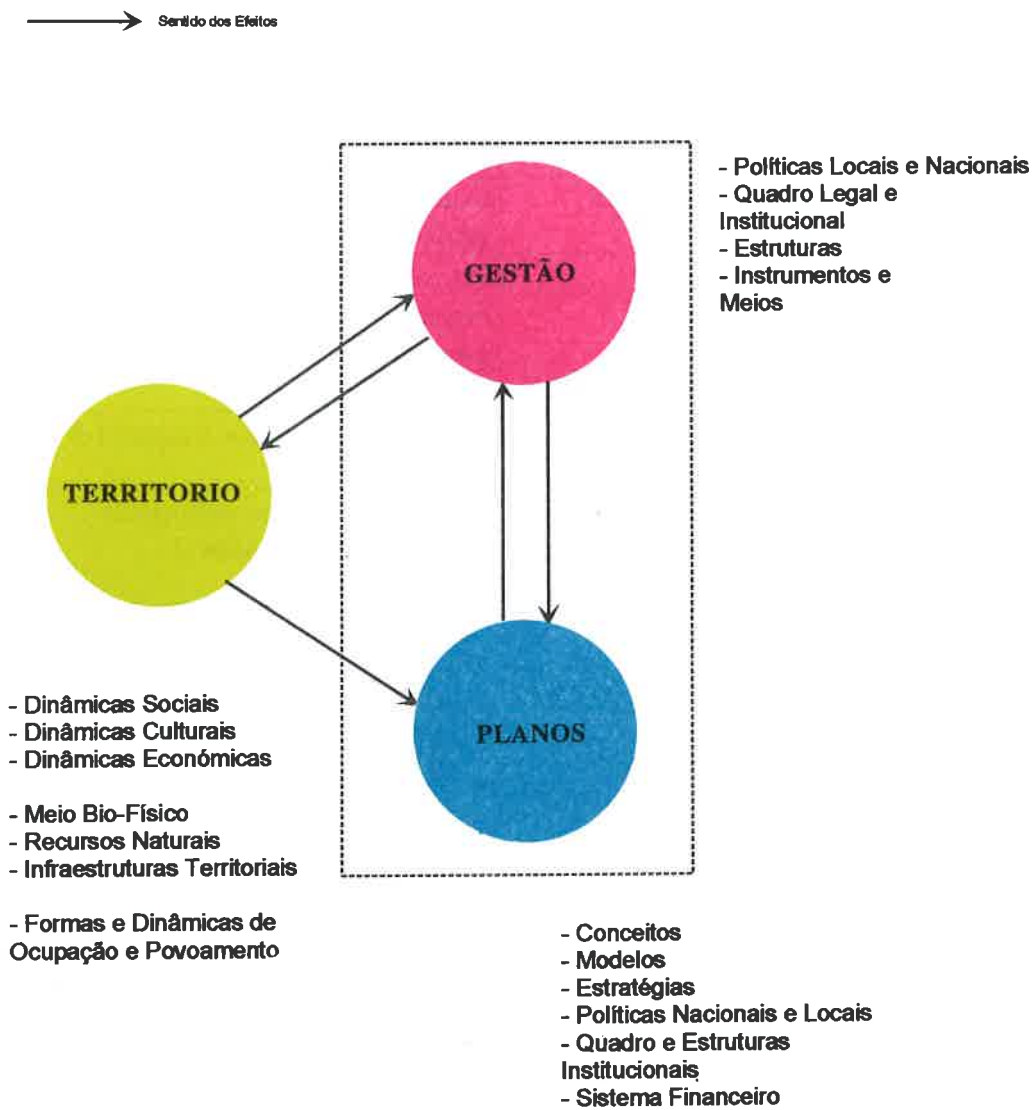 Sentido dos Efeitos
- Políticas Locais e Nacionais
- Quadro Legal e
Institucional
- Estruturas
- Instrumentos e
Meios
GESTÃO
TERRITORIO
PLANOS
- Dinâmicas Sociais
- Dinâmicas Culturais
- Dinâmicas Económicas
- Meio Bio-Físico
- Recursos Naturais
- Infraestruturas Territoriais
- Formas e Dinâmicas de
Ocupação e Povoamento
- Conceitos
- Modelos
- Estratégias
- Políticas Nacionais e Locais
- Quadro e Estruturas
Institucionais
- Sistema Financeiro